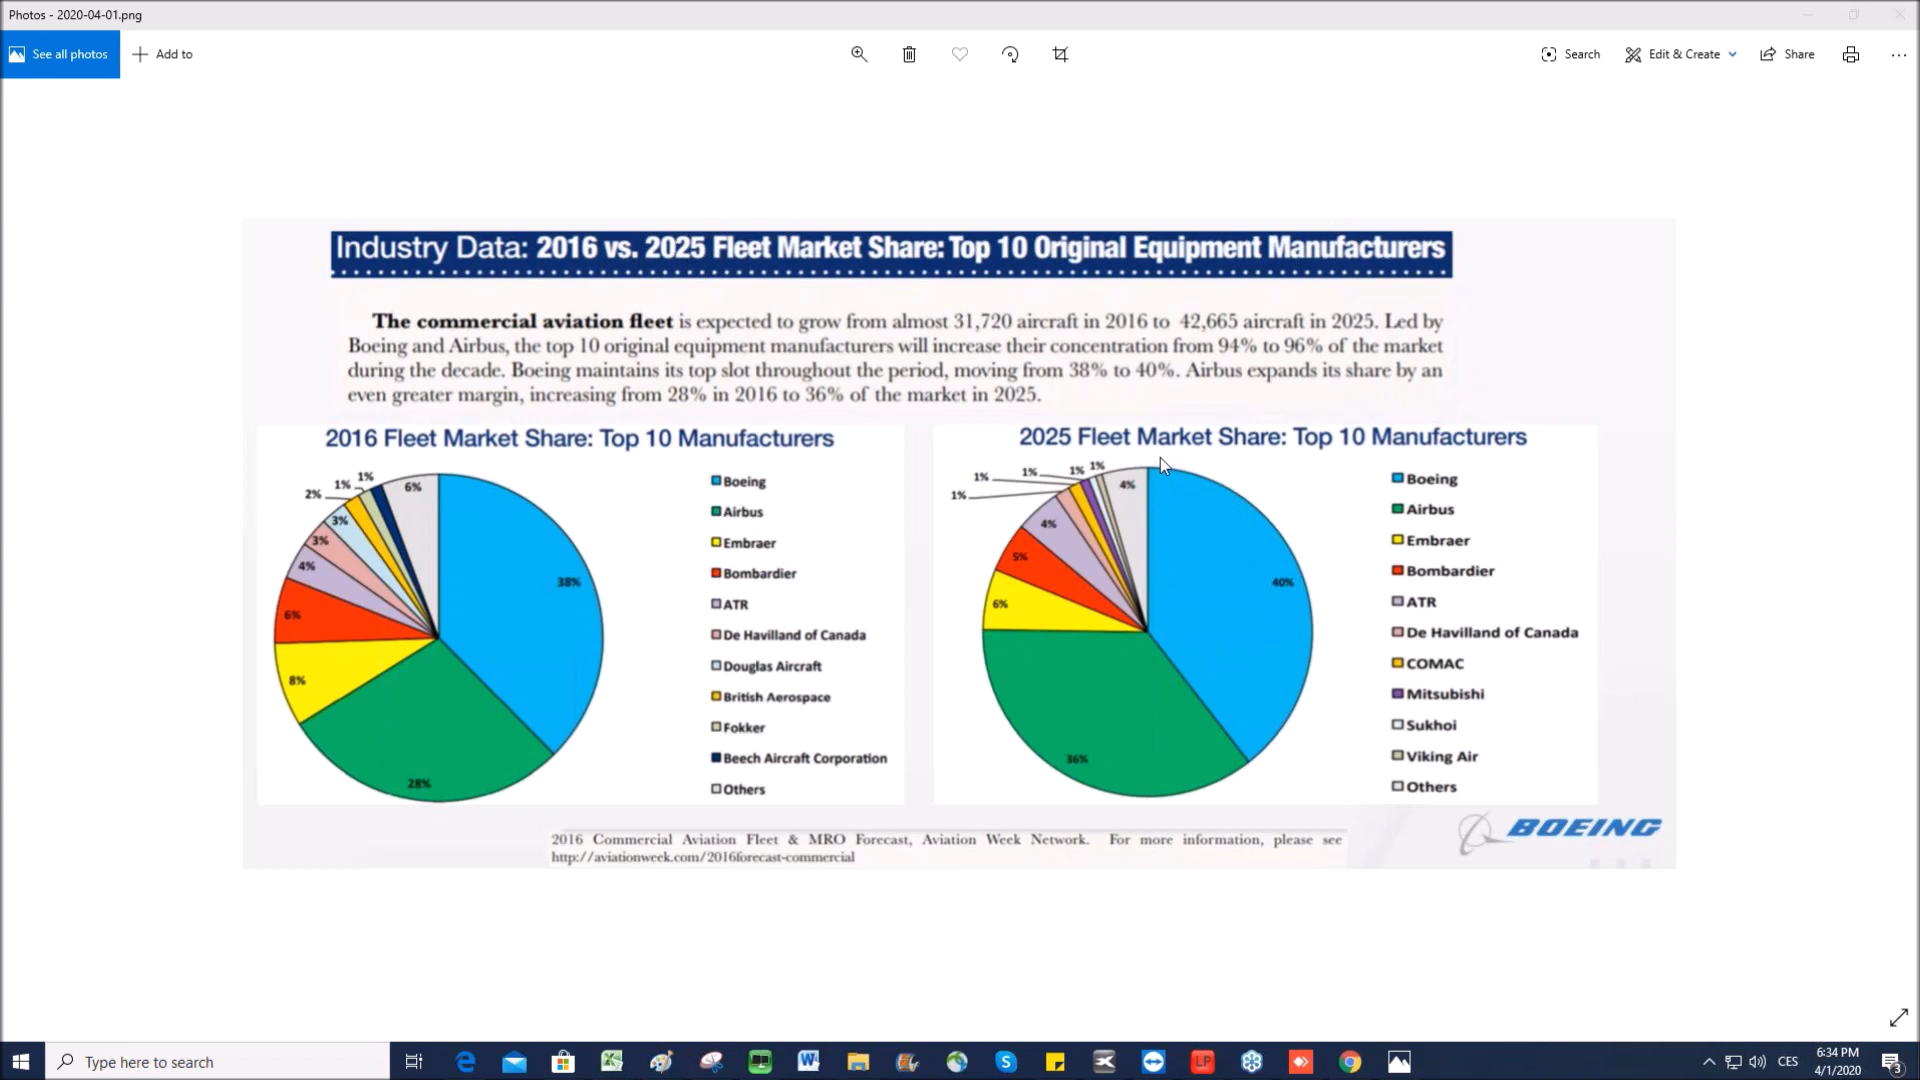 Photos - 2020-04-01.png
See all photos
Add to
Search
Edit & Create
Share
Industry Data: 2016 vs. 2025 Fleet Market Share: Top 10 Original Equipment Manufacturers
The commercial aviation fleet is expected to grow from almost 31,720 aircraft in 2016 to 42,665 aircraft in 2025. Led by
Boeing and Airbus, the top 10 original equipment manufacturers will increase their concentration from 94% to 96% of the market
during the decade. Boeing maintains its top slot throughout the period, moving from 38% to 40%. Airbus expands its share by an
even greater margin, increasing from 28% in 2016 to 36% of the market in 2025.
2016 Fleet Market Share: Top 10 Manufacturers
38%
28%
8%
6%
4%
3%
3%
2%
1%
1%
6%
Boeing
Airbus
Embraer
Bombardier
ATR
De Havilland of Canada
Douglas Aircraft
British Aerospace
Fokker
Beech Aircraft Corporation
Others
2025 Fleet Market Share: Top 10 Manufacturers
40%
36%
6%
5%
4%
1%
1%
1%
1%
1%
4%
Boeing
Airbus
Embraer
Bombardier
ATR
De Havilland of Canada
COMAC
Mitsubishi
Sukhoi
Viking Air
Others
BOEING
2016 Commercial Aviation Fleet & MRO Forecast, Aviation Week Network. For more information, please see
http://aviationweek.com/2016forecast-commercial
Type here to search
LP
CES
6:34 PM
4/1/2020
3